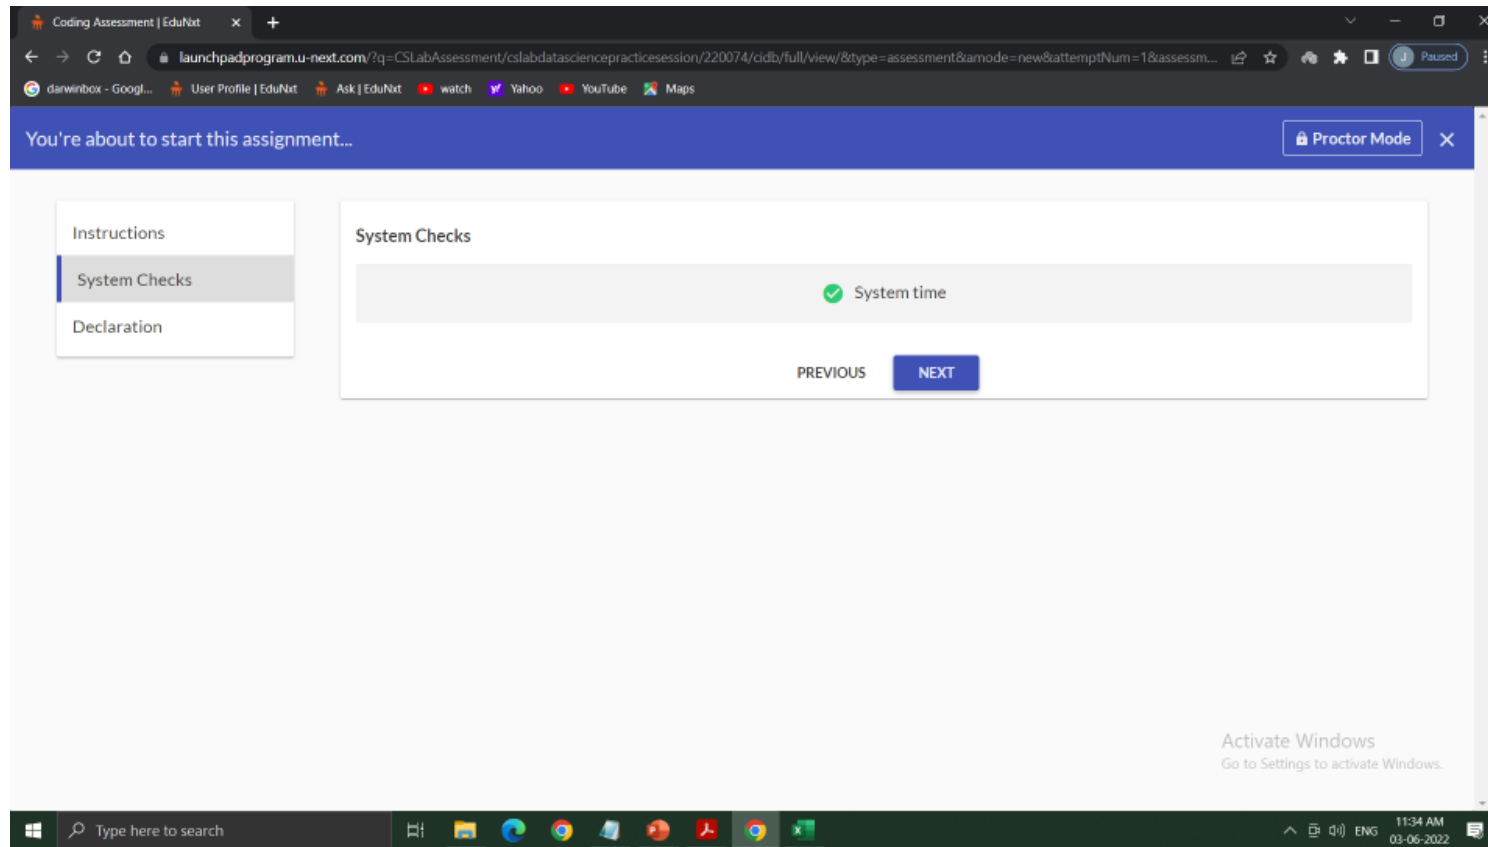 Coding Assessment | EduNxt
launchpadprogram.u-next.com/?q=CSLabAssessment/cslabdatasciencepracticesession/220074/cidb/full/view/&type=assessment&amode=new&attemptNum=1&assessm...
J Paused
darwinbox - Googl... User Profile | EduNxt Ask | EduNxt watch Yahoo YouTube Maps
You're about to start this assignment...
Proctor Mode
Instructions
System Checks
Declaration
System Checks
System time
PREVIOUS NEXT
Activate Windows
Go to Settings to activate Windows.
Type here to search
ENG
11:34 AM
03-06-2022